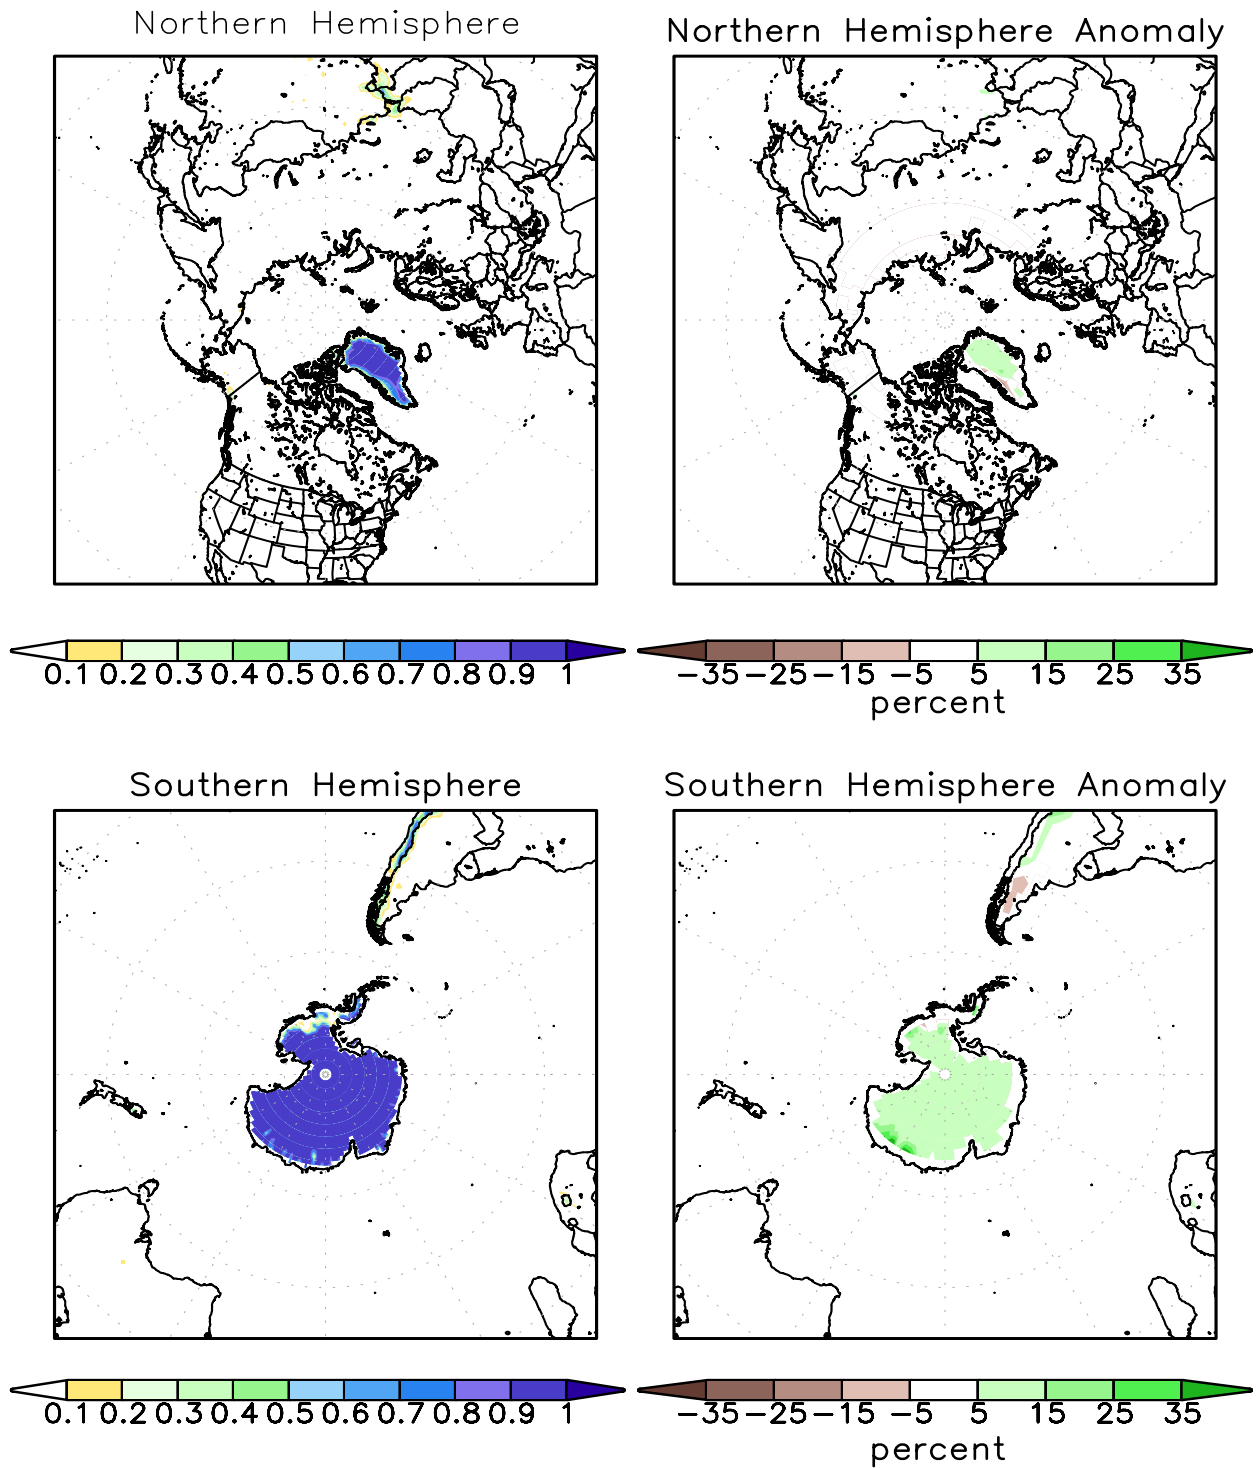 Northern Hemisphere
Northern Hemisphere Anomaly
0.1 0.2 0.3 0.4 0.5 0.6 0.7 0.8 0.9 1
−35 −25 −15 −5 5 15 25 35
percent
Southern Hemisphere
Southern Hemisphere Anomaly
0.1 0.2 0.3 0.4 0.5 0.6 0.7 0.8 0.9 1
−35 −25 −15 −5 5 15 25 35
percent